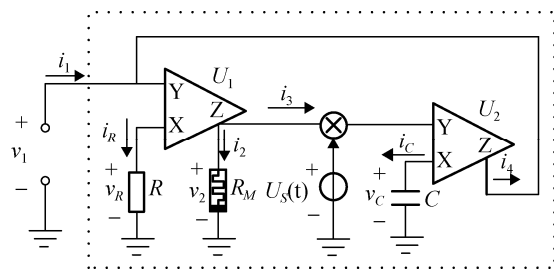 i1
U1
Y
Z
X
i3
U2
Y
Z
X
iR
i2
iC
i4
+
v1
−
+
vR
−
R
+
v2
−
RM
US(t)
+
−
+
vC
−
C